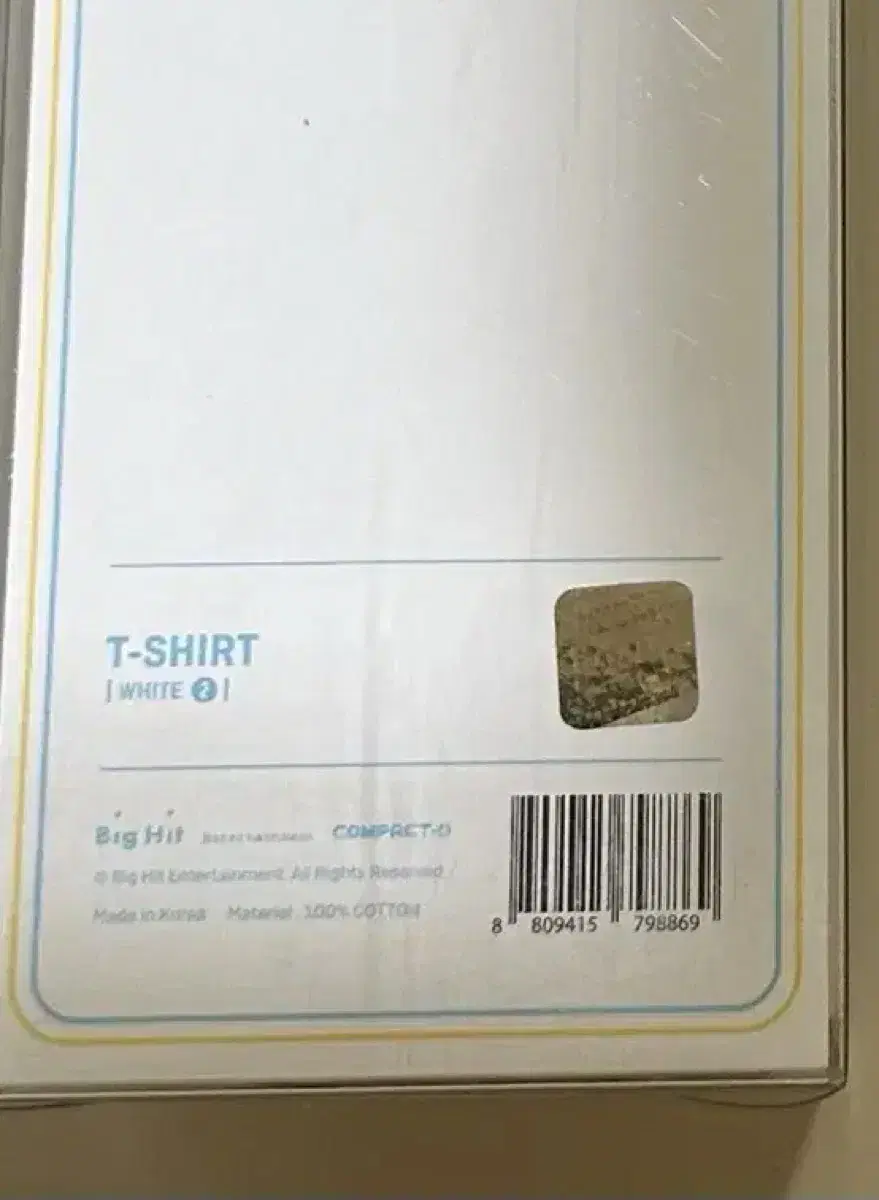 T-SHIRT
| WHITE 2 |
Big Hit Entertainment COMPACT-D
© Big Hit Entertainment. All Rights Reserved.
Made in Korea Material 100% COTTON
8 809415 798869